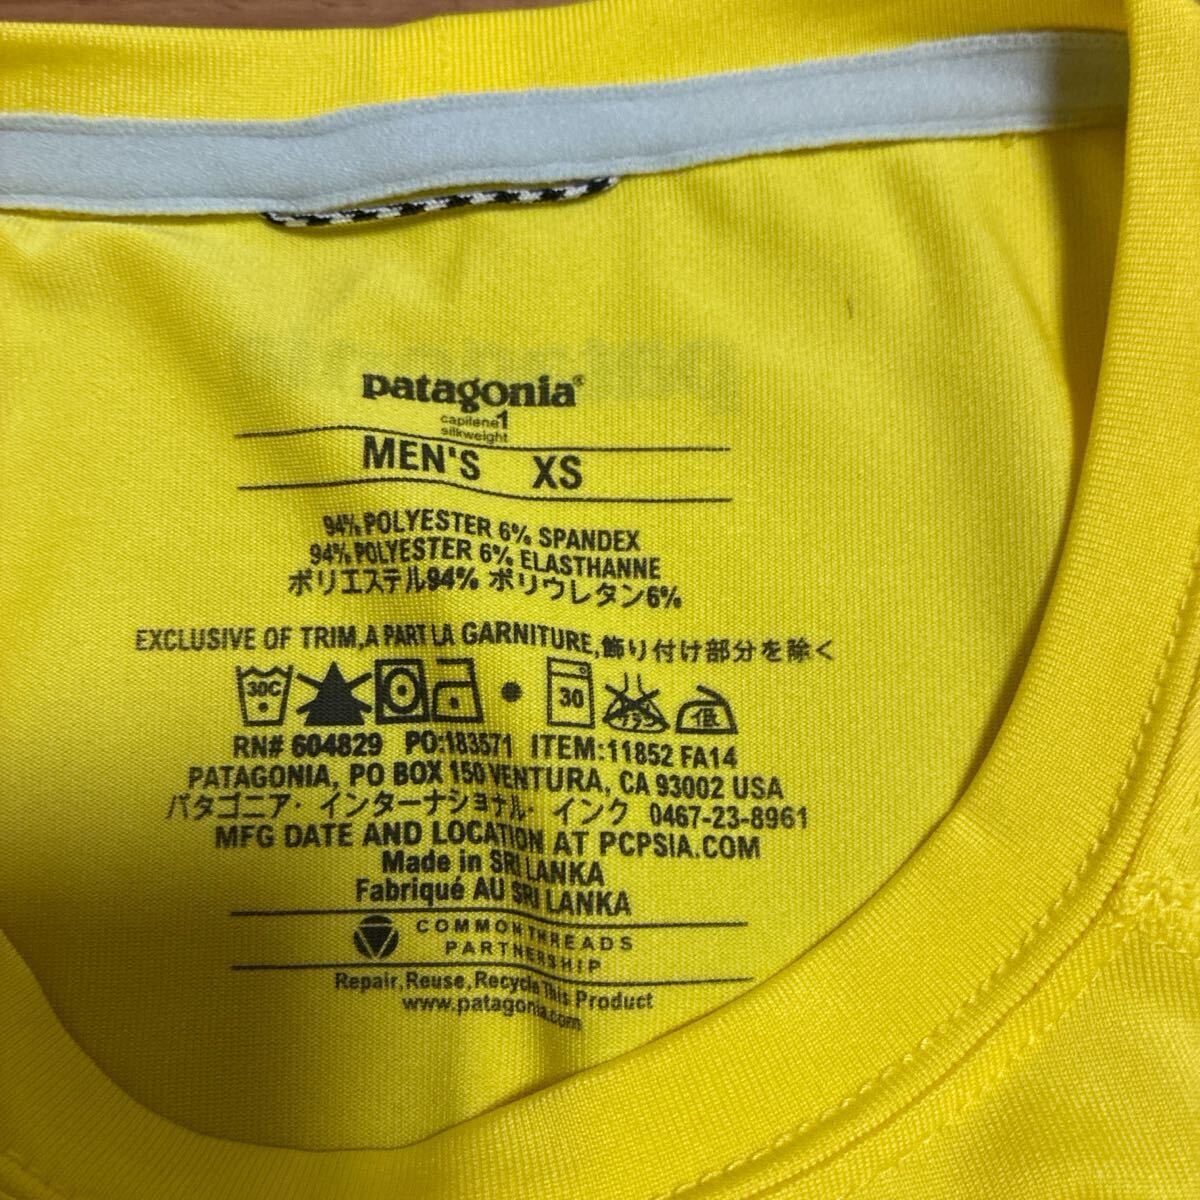 patagonia®
capilene1
silkweight
MEN'S XS
94% POLYESTER 6% SPANDEX
94% POLYESTER 6% ELASTHANNE
ポリエステル94% ポリウレタン6%
EXCLUSIVE OF TRIM,A PART LA GARNITURE,飾り付け部分を除く
30C 30 低
RN# 604829 PO:183571 ITEM:11852 FA14
PATAGONIA, PO BOX 150 VENTURA, CA 93002 USA
パタゴニア・インターナショナル・インク 0467-23-8961
MFG DATE AND LOCATION AT PCPSIA.COM
Made in SRI LANKA
Fabriqué AU SRI LANKA
COMMON THREADS
PARTNERSHIP
Repair,Reuse,Recycle This Product
www.patagonia.com